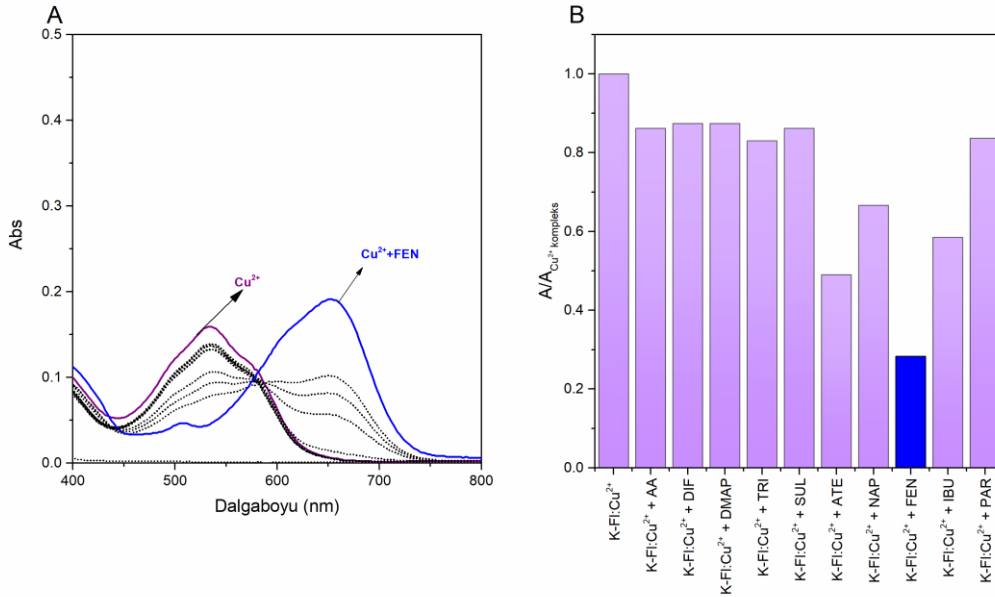 A
0.5
0.4
0.3
0.2
0.1
0.0
Abs
Cu²⁺
Cu²⁺+FEN
400
500
600
700
800
Dalgaboyu (nm)
B
1.0
0.8
0.6
0.4
0.2
0.0
A/A_Cu²⁺ kompleks
K-Fl:Cu²⁺
K-Fl:Cu²⁺ + AA
K-Fl:Cu²⁺ + DIF
K-Fl:Cu²⁺ + DMAP
K-Fl:Cu²⁺ + TRI
K-Fl:Cu²⁺ + SUL
K-Fl:Cu²⁺ + ATE
K-Fl:Cu²⁺ + NAP
K-Fl:Cu²⁺ + FEN
K-Fl:Cu²⁺ + IBU
K-Fl:Cu²⁺ + PAR